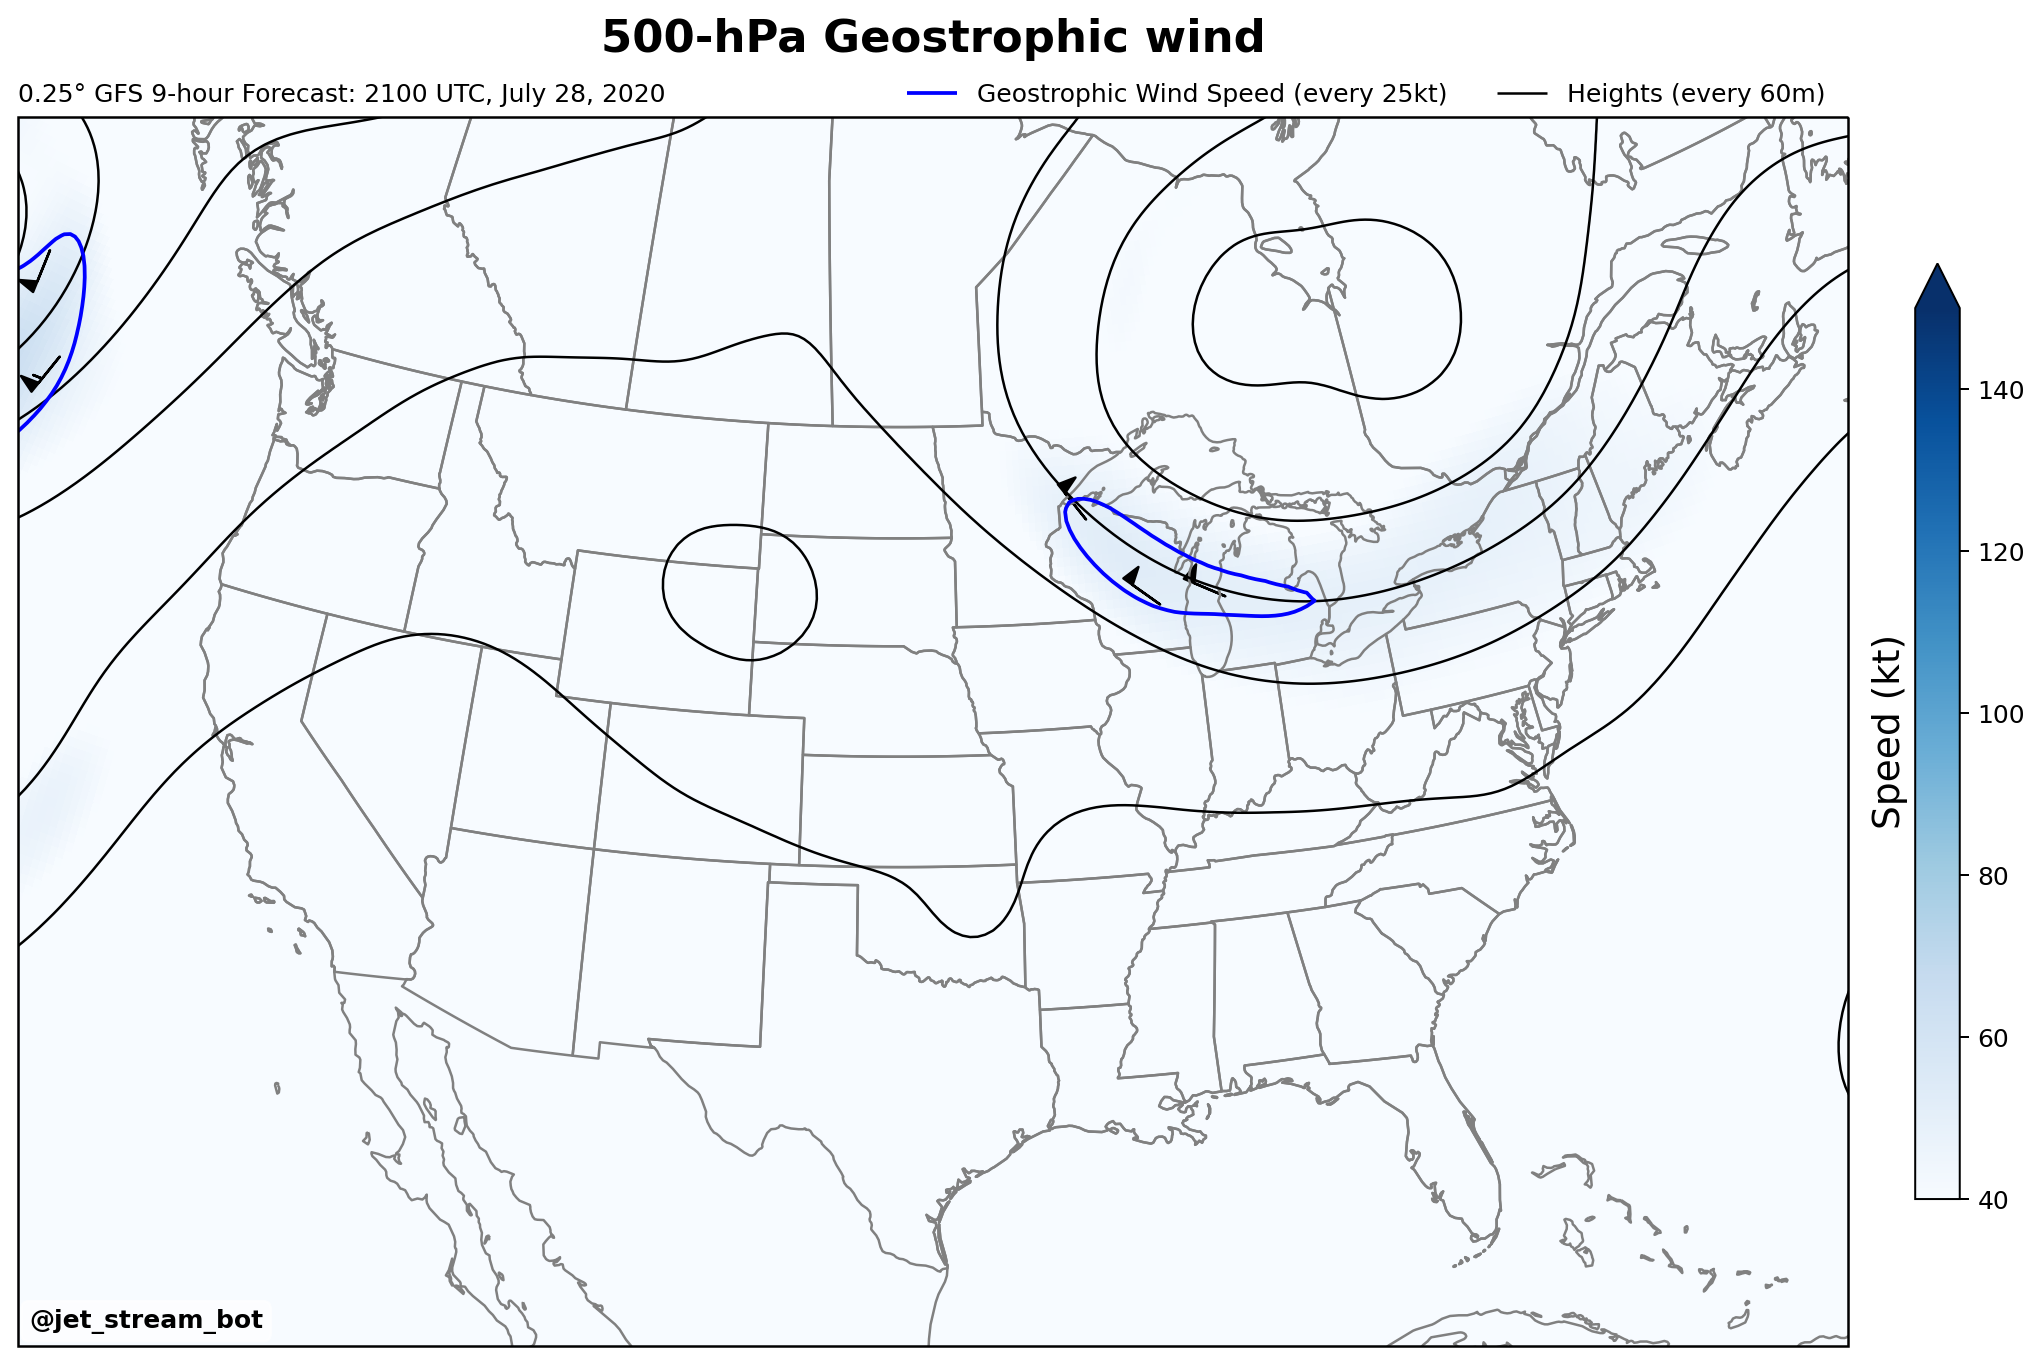 500-hPa Geostrophic wind
0.25° GFS 9-hour Forecast: 2100 UTC, July 28, 2020
Geostrophic Wind Speed (every 25kt)
Heights (every 60m)
140
120
100
80
60
40
Speed (kt)
@jet_stream_bot